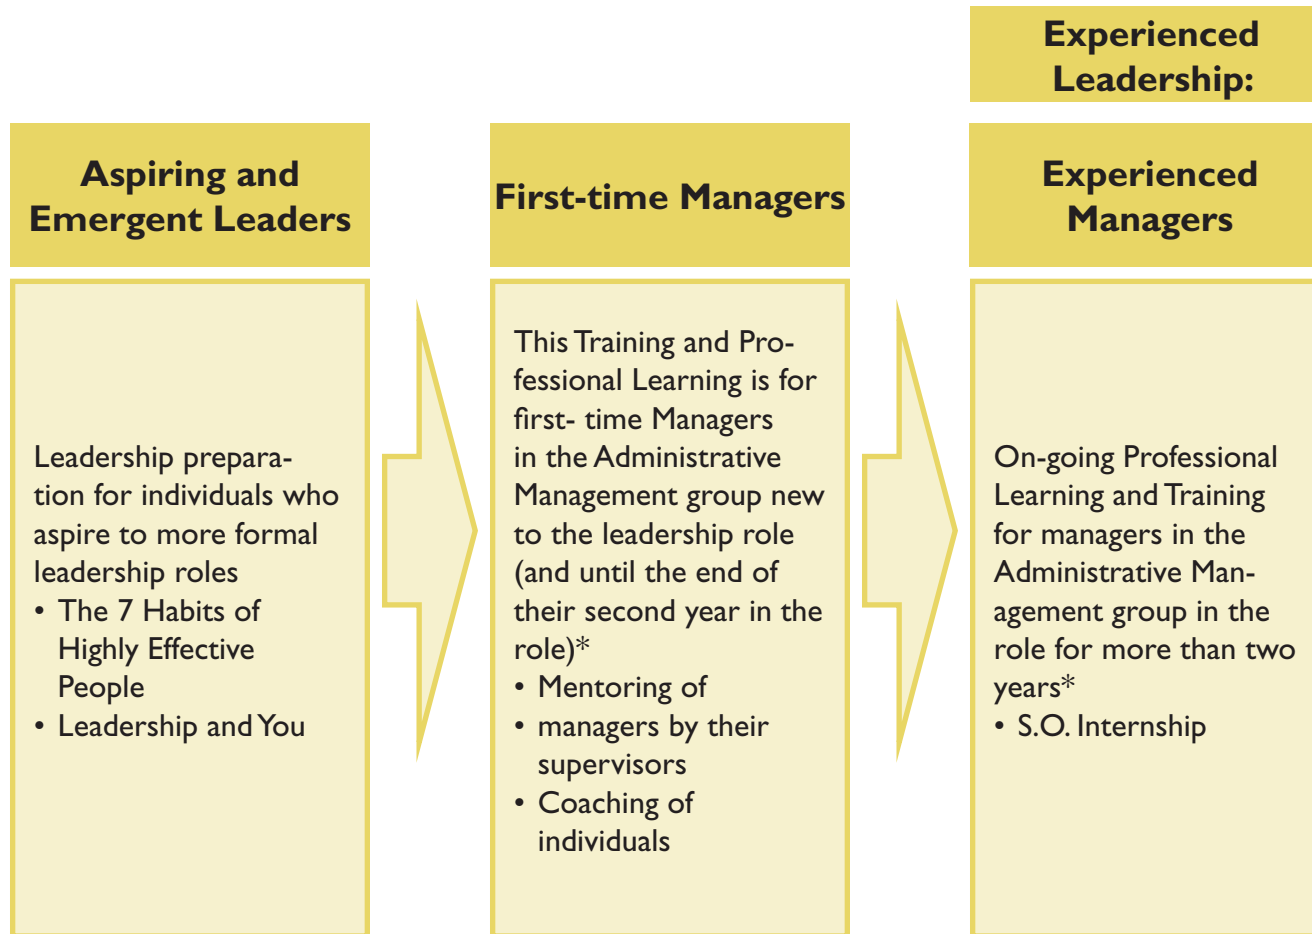 Experienced
Leadership:
Aspiring and
Emergent Leaders
First-time Managers
Experienced
Managers
Leadership prepara-
tion for individuals who
aspire to more formal
leadership roles
• The 7 Habits of
Highly Effective
People
• Leadership and You
This Training and Pro-
fessional Learning is for
first- time Managers
in the Administrative
Management group new
to the leadership role
(and until the end of
their second year in the
role)*
• Mentoring of
• managers by their
supervisors
• Coaching of
individuals
On-going Professional
Learning and Training
for managers in the
Administrative Man-
agement group in the
role for more than two
years*
• S.O. Internship